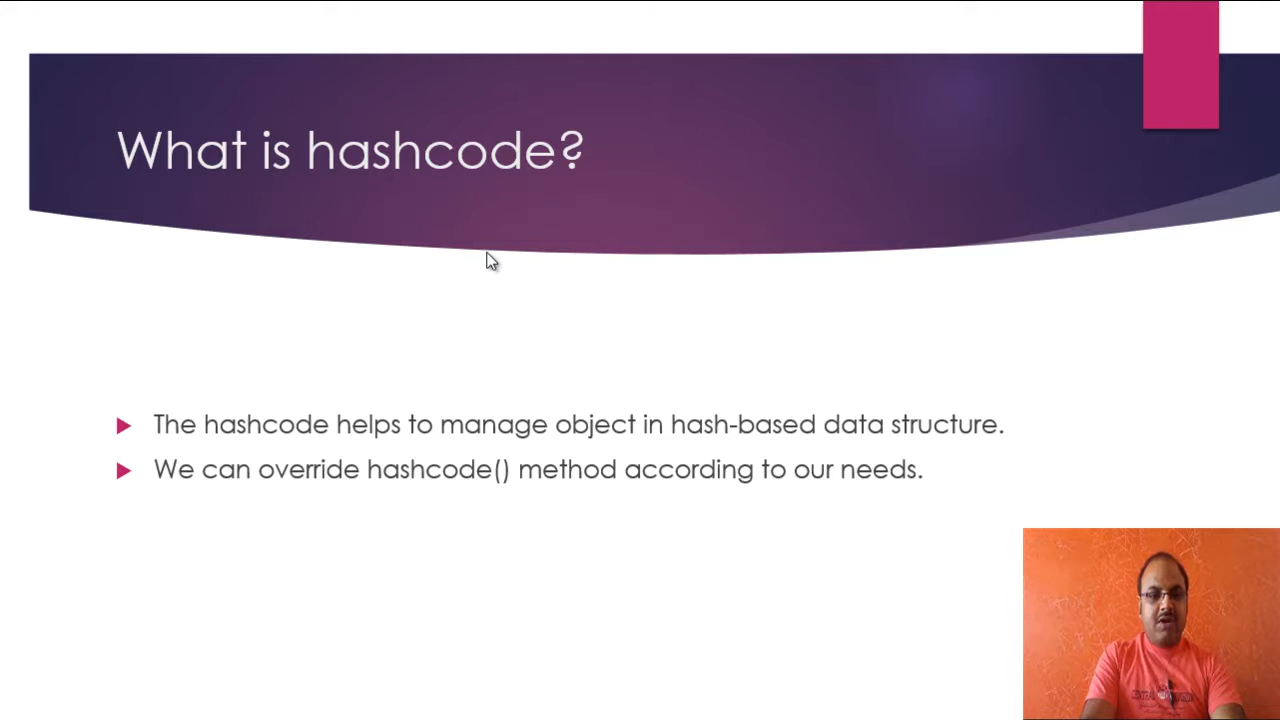 What is hashcode?
The hashcode helps to manage object in hash-based data structure.
We can override hashcode() method according to our needs.